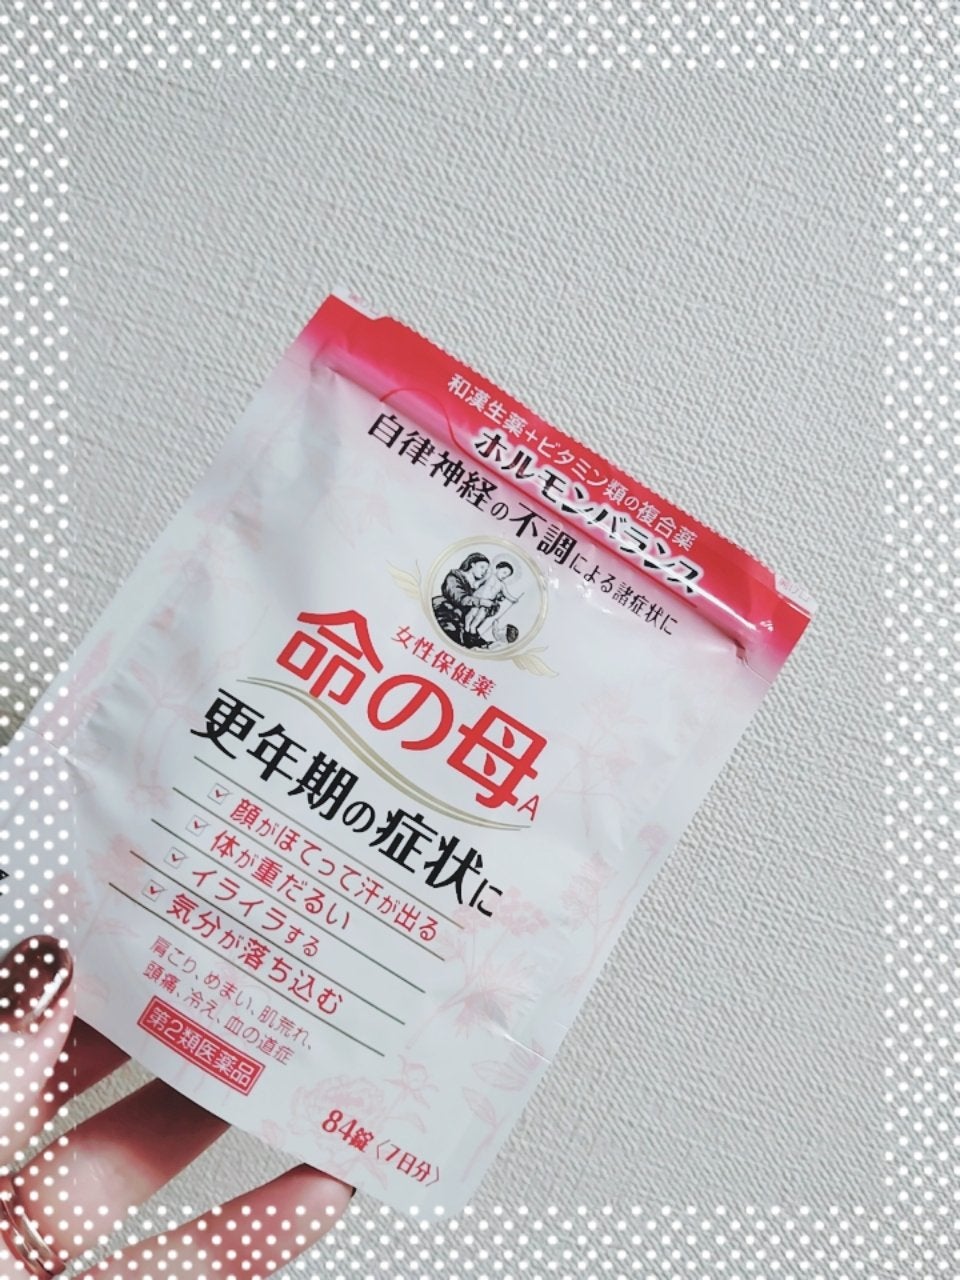 和漢生薬+ビタミン類の複合薬
ホルモンバランス
自律神経の不調による諸症状に
女性保健薬
命の母A
更年期の症状に
顔がほてって汗が出る
体が重だるい
イライラする
気分が落ち込む
肩こり、めまい、肌荒れ、
頭痛、冷え、血の道症
第2類医薬品
84錠〈7日分〉